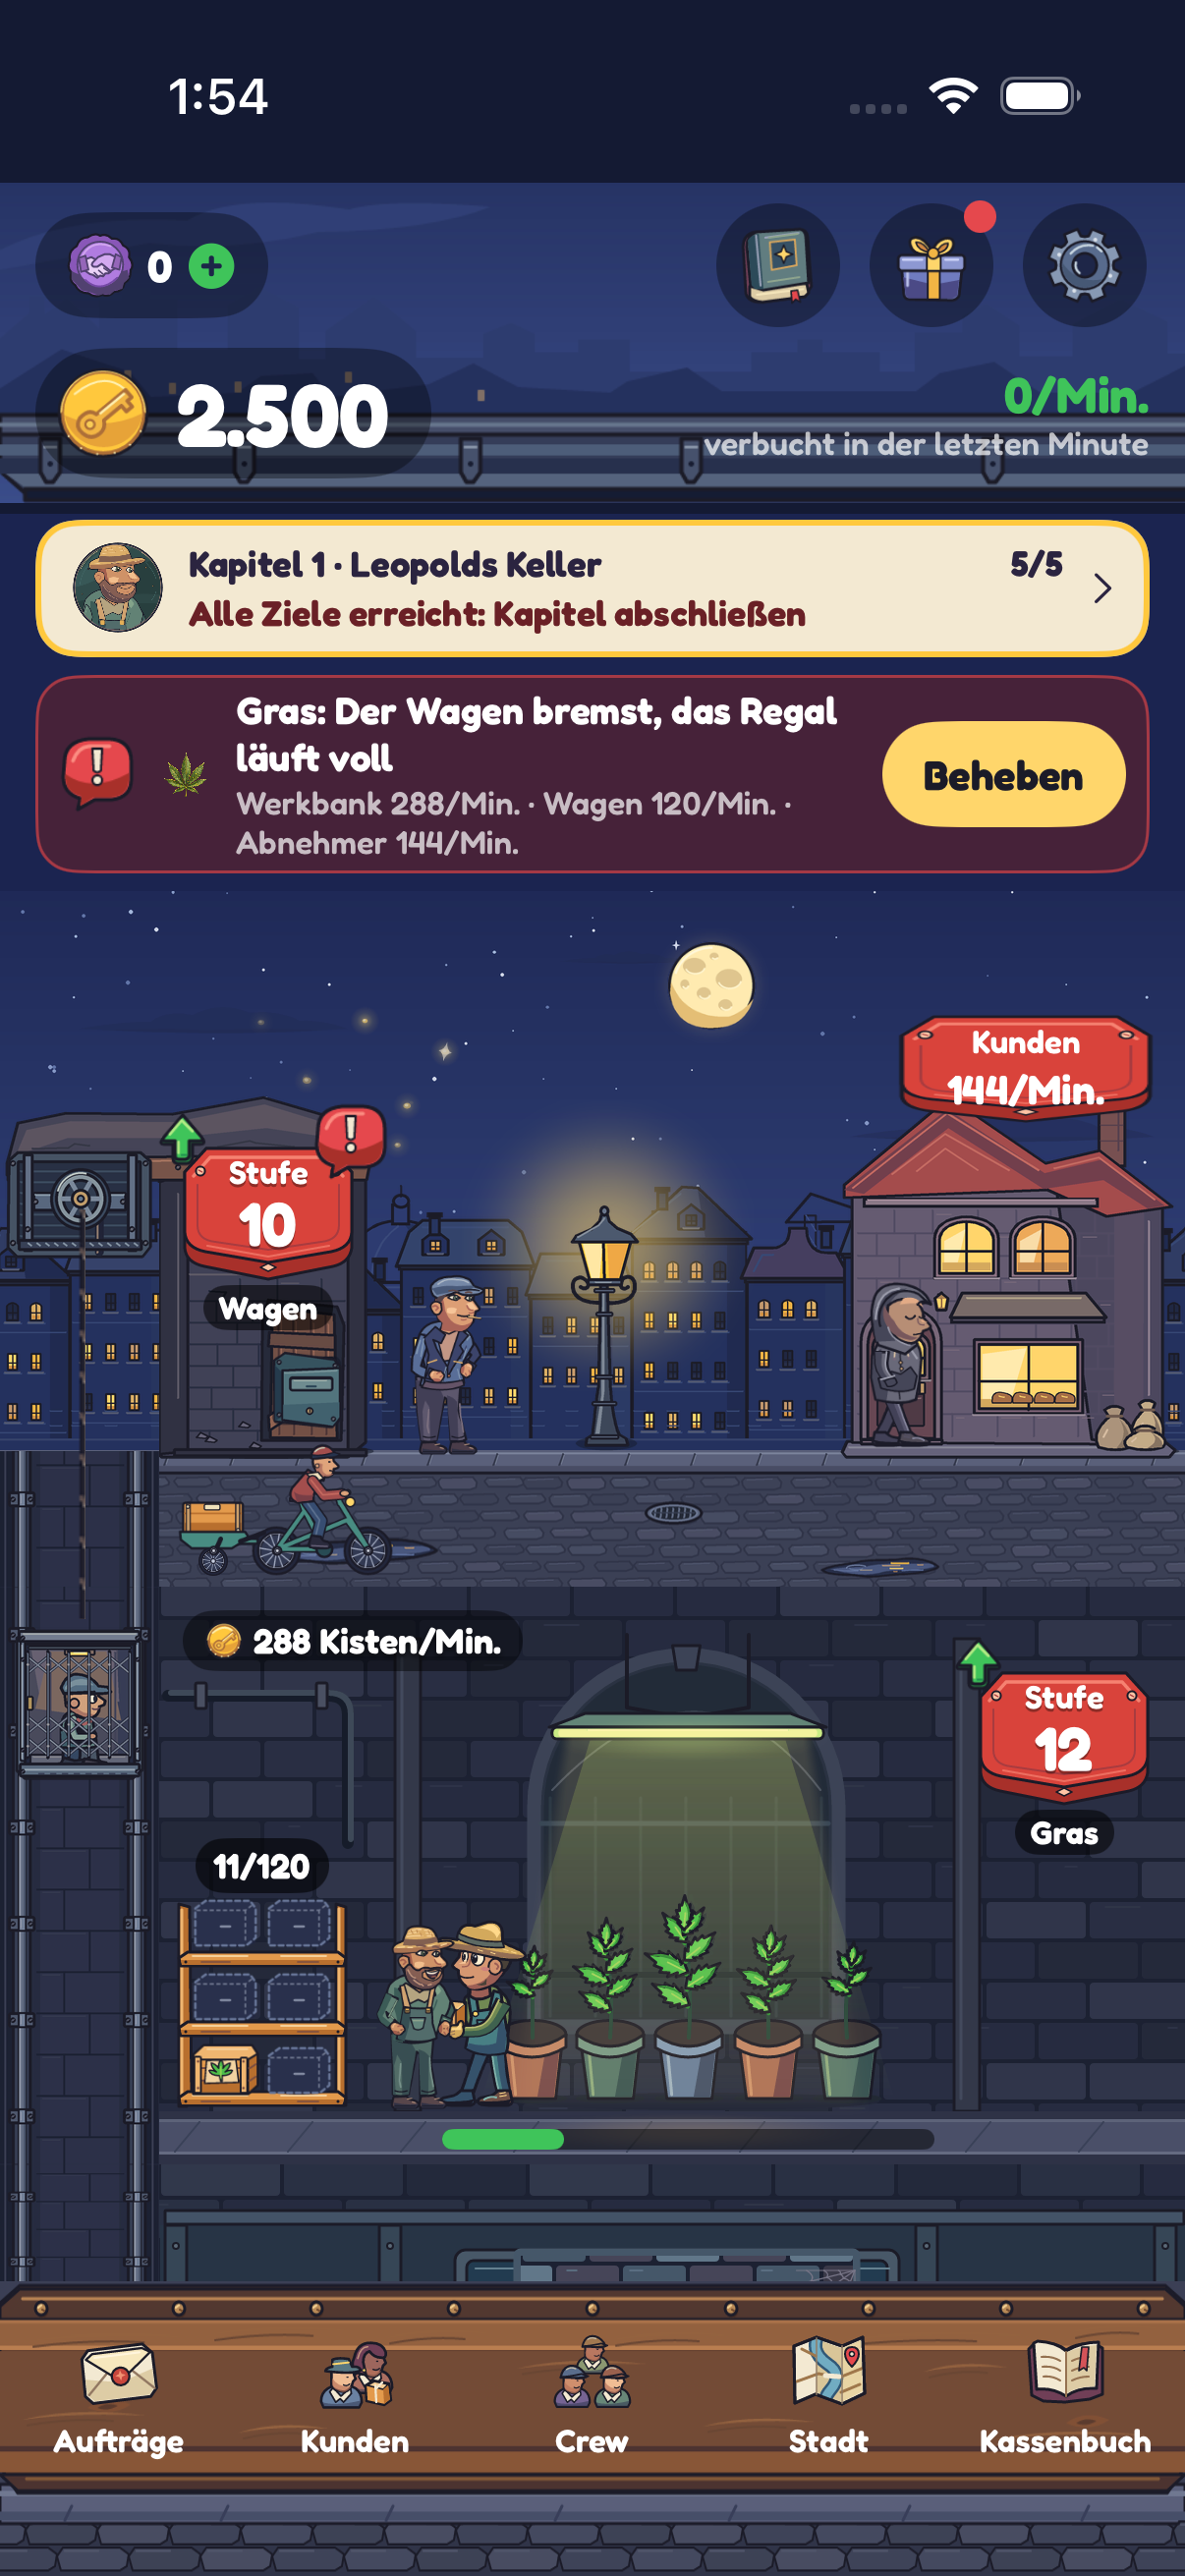 1:54
0
2.500
0/Min.
verbucht in der letzten Minute
Kapitel 1 · Leopolds Keller
5/5
Alle Ziele erreicht: Kapitel abschließen
Gras: Der Wagen bremst, das Regal
läuft voll
Werkbank 288/Min. · Wagen 120/Min. ·
Abnehmer 144/Min.
Beheben
Kunden
144/Min.
Stufe
10
Wagen
288 Kisten/Min.
Stufe
12
Gras
11/120
Aufträge
Kunden
Crew
Stadt
Kassenbuch